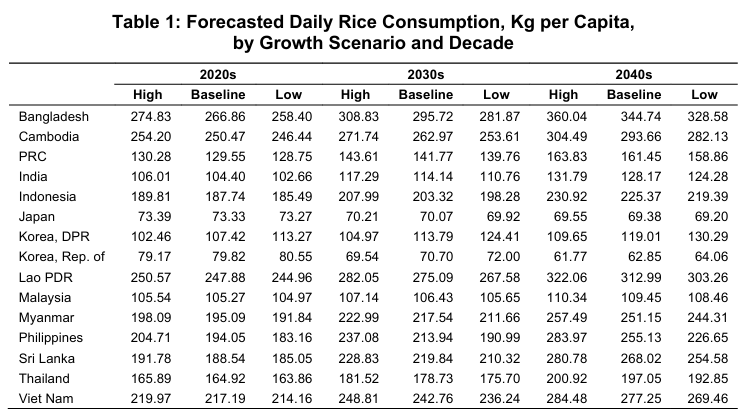 Table 1: Forecasted Daily Rice Consumption, Kg per Capita,
by Growth Scenario and Decade
2020s 2030s 2040s
High Baseline Low High Baseline Low High Baseline Low
Bangladesh 274.83 266.86 258.40 308.83 295.72 281.87 360.04 344.74 328.58
Cambodia 254.20 250.47 246.44 271.74 262.97 253.61 304.49 293.66 282.13
PRC 130.28 129.55 128.75 143.61 141.77 139.76 163.83 161.45 158.86
India 106.01 104.40 102.66 117.29 114.14 110.76 131.79 128.17 124.28
Indonesia 189.81 187.74 185.49 207.99 203.32 198.28 230.92 225.37 219.39
Japan 73.39 73.33 73.27 70.21 70.07 69.92 69.55 69.38 69.20
Korea, DPR 102.46 107.42 113.27 104.97 113.79 124.41 109.65 119.01 130.29
Korea, Rep. of 79.17 79.82 80.55 69.54 70.70 72.00 61.77 62.85 64.06
Lao PDR 250.57 247.88 244.96 282.05 275.09 267.58 322.06 312.99 303.26
Malaysia 105.54 105.27 104.97 107.14 106.43 105.65 110.34 109.45 108.46
Myanmar 198.09 195.09 191.84 222.99 217.54 211.66 257.49 251.15 244.31
Philippines 204.71 194.05 183.16 237.08 213.94 190.99 283.97 255.13 226.65
Sri Lanka 191.78 188.54 185.05 228.83 219.84 210.32 280.78 268.02 254.58
Thailand 165.89 164.92 163.86 181.52 178.73 175.70 200.92 197.05 192.85
Viet Nam 219.97 217.19 214.16 248.81 242.76 236.24 284.48 277.25 269.46